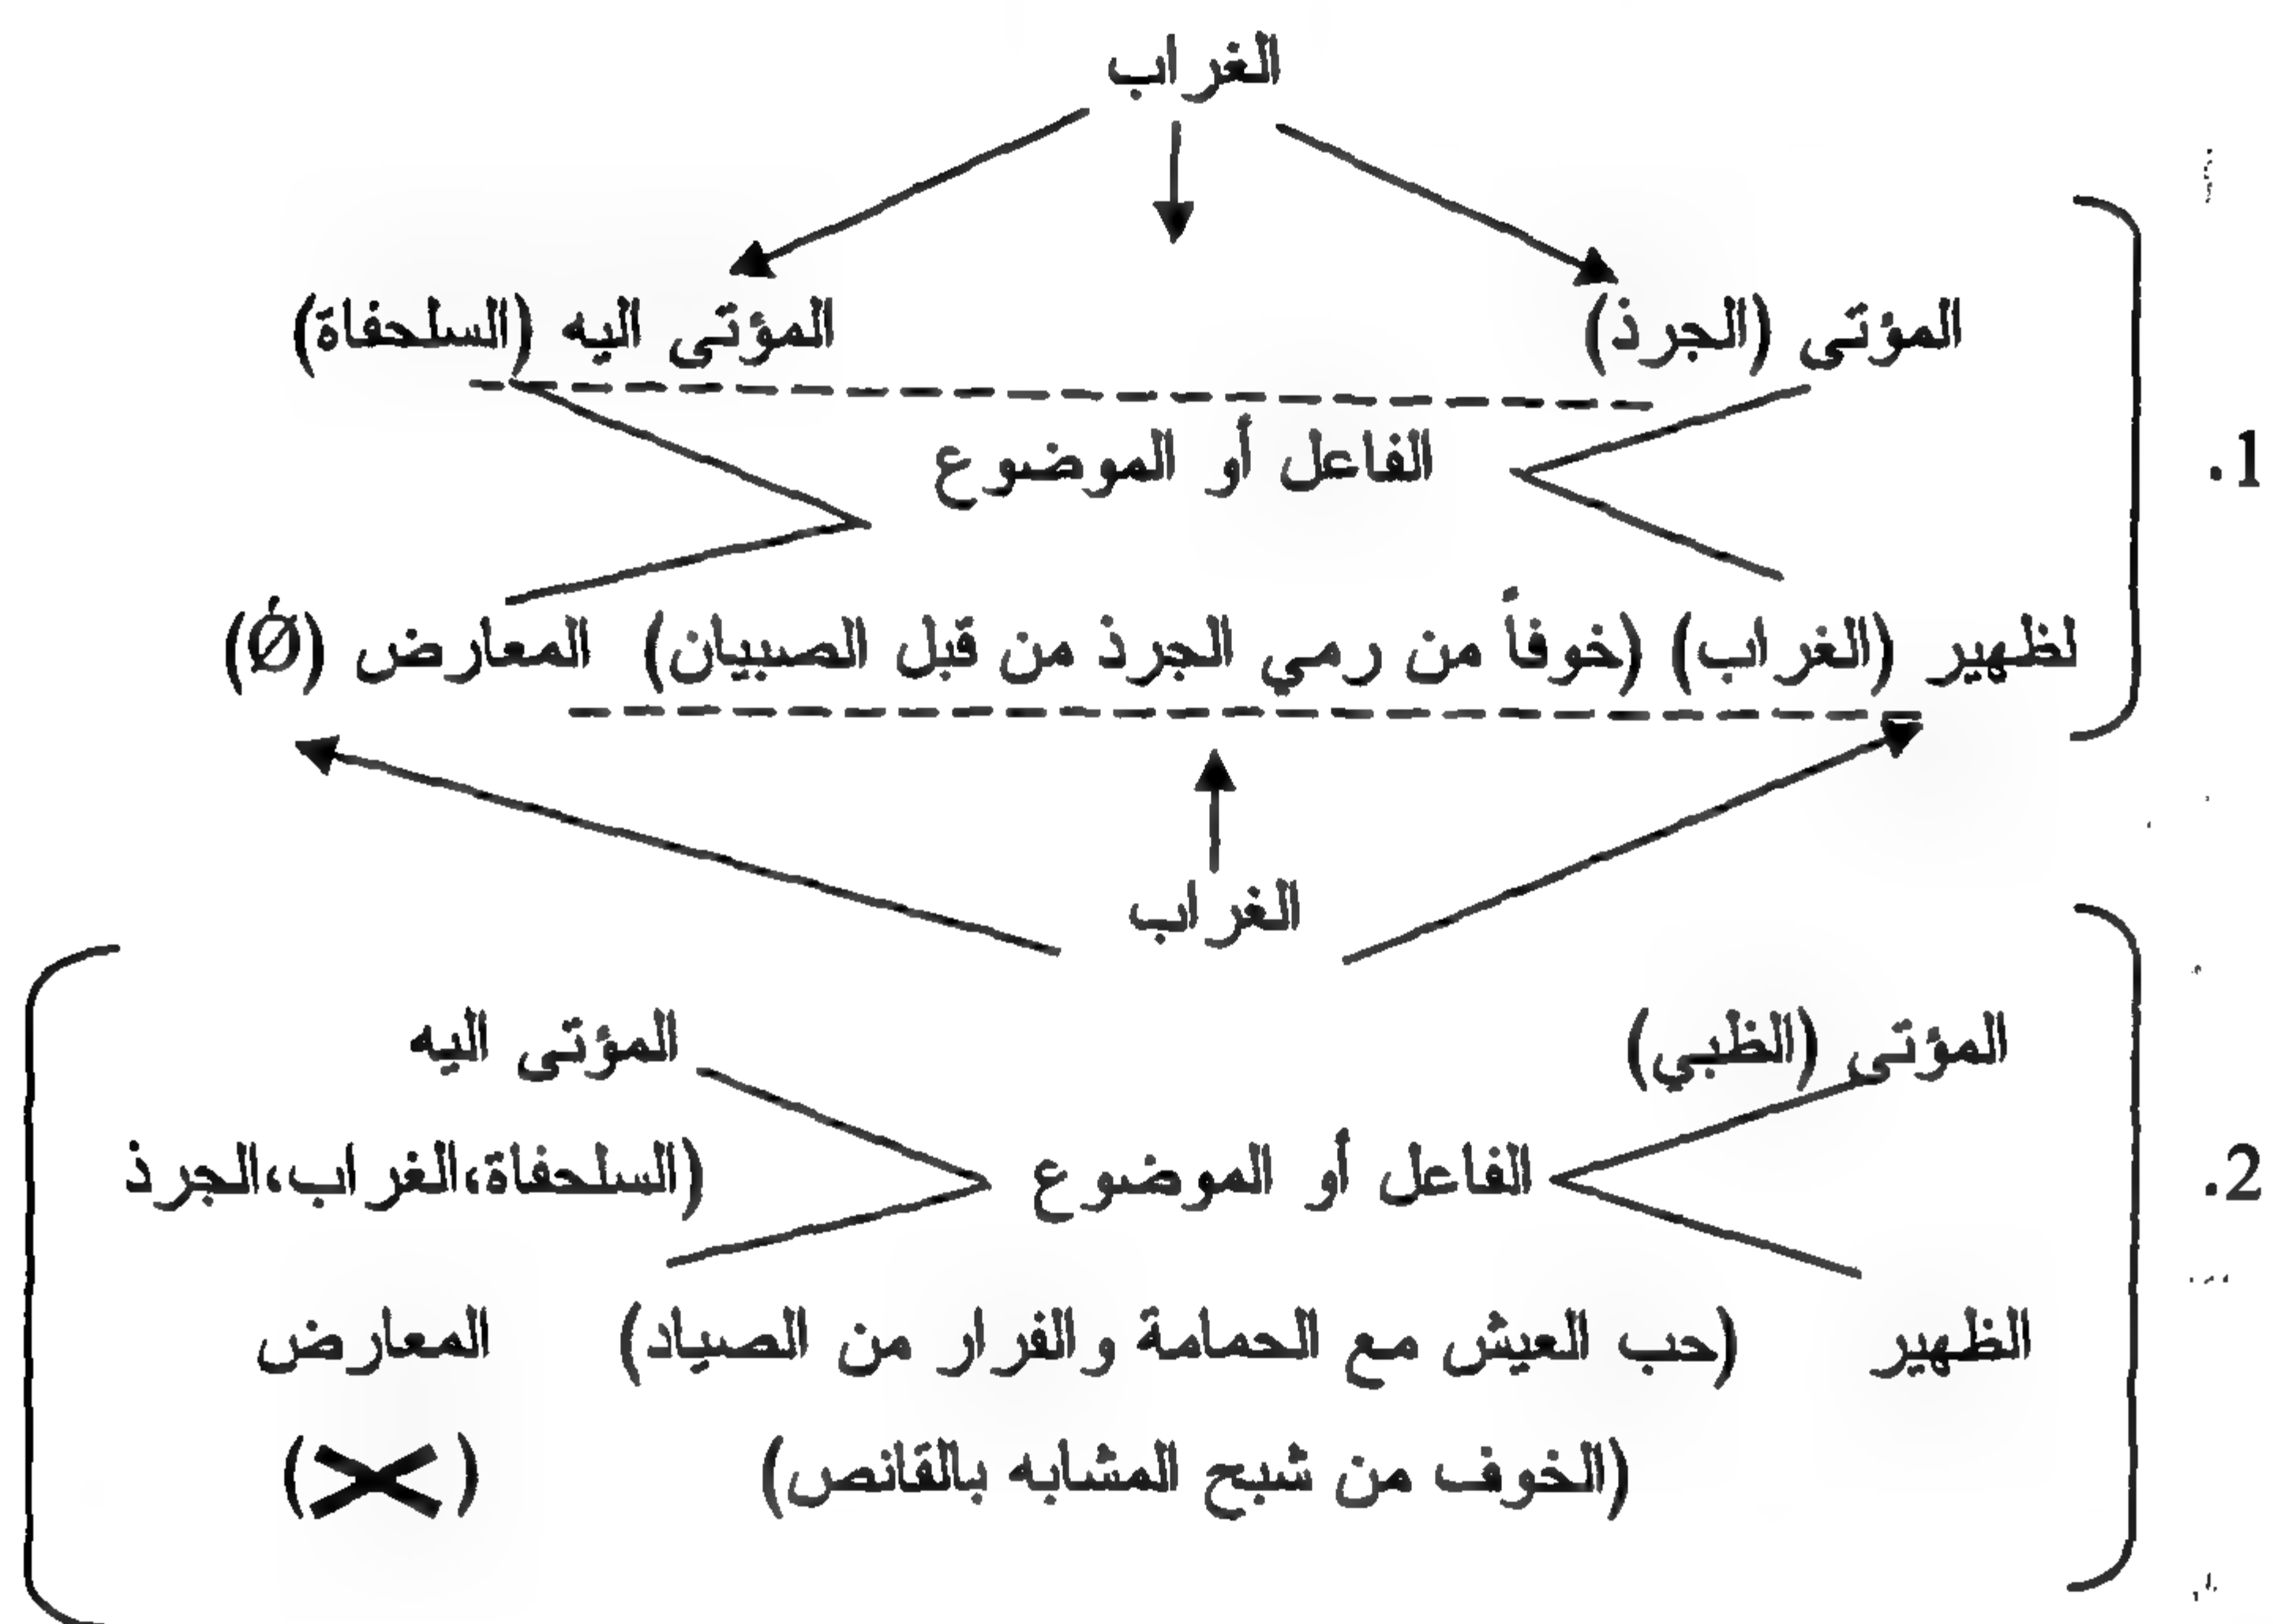 الغراب
المؤتى (الجرذ) المؤتى اليه (السلحفاة)
1. الفاعل أو الموضوع
لظهير (الغراب) (خوفاً من رمي الجرذ من قبل الصبيان) المعارض (Ø)
الغراب
المؤتى (الظبي) المؤتى اليه
2. الفاعل أو الموضوع (السلحفاة،الغراب،الجرذ
الظهير (حب العيش مع الحمامة والفرار من الصياد) المعارض
(الخوف من شبح المشابه بالقانص) (X)